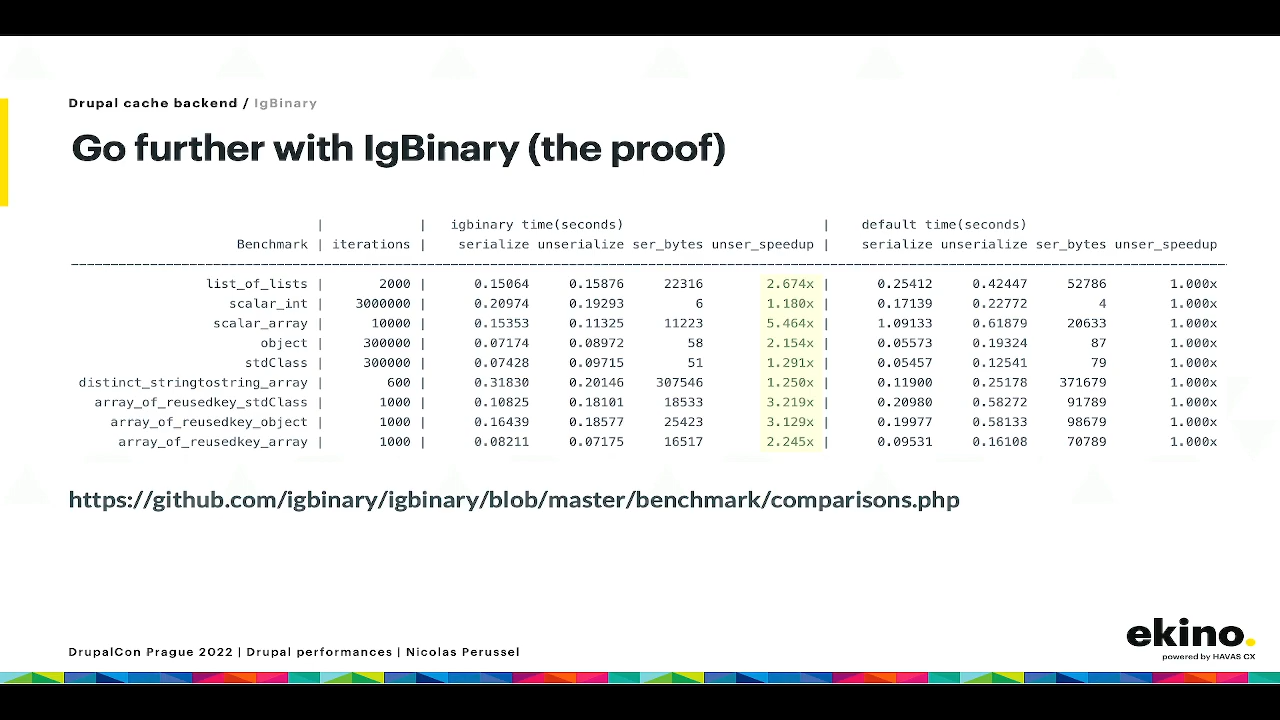 Drupal cache backend / IgBinary
Go further with IgBinary (the proof)
| | igbinary time(seconds) | default time(seconds)
Benchmark | iterations | serialize unserialize ser_bytes unser_speedup | serialize unserialize ser_bytes unser_speedup
list_of_lists | 2000 | 0.15064 0.15876 22316 2.674x | 0.25412 0.42447 52786 1.000x
scalar_int | 3000000 | 0.20974 0.19293 6 1.180x | 0.17139 0.22772 4 1.000x
scalar_array | 10000 | 0.15353 0.11325 11223 5.464x | 1.09133 0.61879 20633 1.000x
object | 300000 | 0.07174 0.08972 58 2.154x | 0.05573 0.19324 87 1.000x
stdClass | 300000 | 0.07428 0.09715 51 1.291x | 0.05457 0.12541 79 1.000x
distinct_stringtostring_array | 600 | 0.31830 0.20146 307546 1.250x | 0.11900 0.25178 371679 1.000x
array_of_reusedkey_stdClass | 1000 | 0.10825 0.18101 18533 3.219x | 0.20980 0.58272 91789 1.000x
array_of_reusedkey_object | 1000 | 0.16439 0.18577 25423 3.129x | 0.19977 0.58133 98679 1.000x
array_of_reusedkey_array | 1000 | 0.08211 0.07175 16517 2.245x | 0.09531 0.16108 70789 1.000x
https://github.com/igbinary/igbinary/blob/master/benchmark/comparisons.php
ekino.
powered by HAVAS CX
DrupalCon Prague 2022 | Drupal performances | Nicolas Perussel